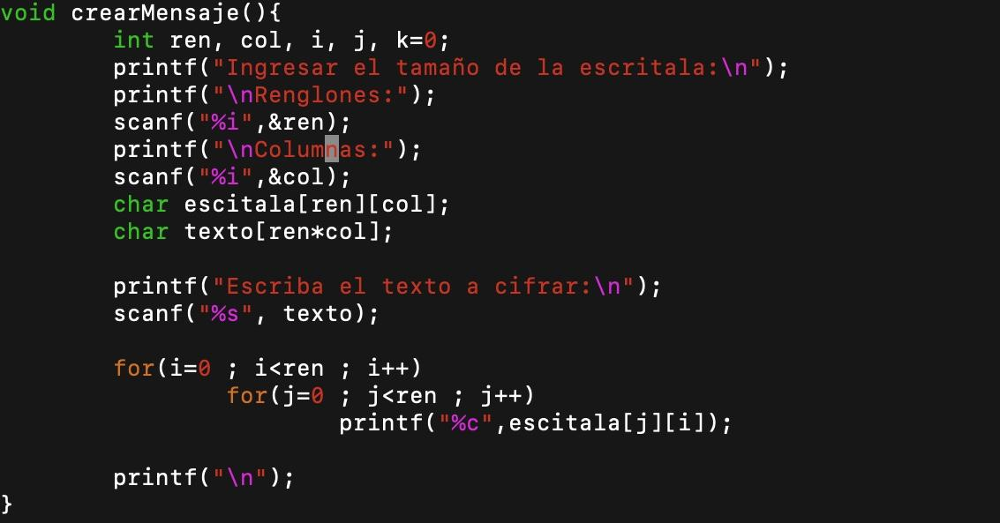 void crearMensaje(){
        int ren, col, i, j, k=0;
        printf("Ingresar el tamaño de la escritala:\n");
        printf("\nRenglones:");
        scanf("%i",&ren);
        printf("\nColumnas:");
        scanf("%i",&col);
        char escitala[ren][col];
        char texto[ren*col];

        printf("Escriba el texto a cifrar:\n");
        scanf("%s", texto);

        for(i=0 ; i<ren ; i++)
                for(j=0 ; j<ren ; j++)
                        printf("%c",escitala[j][i]);

        printf("\n");
}